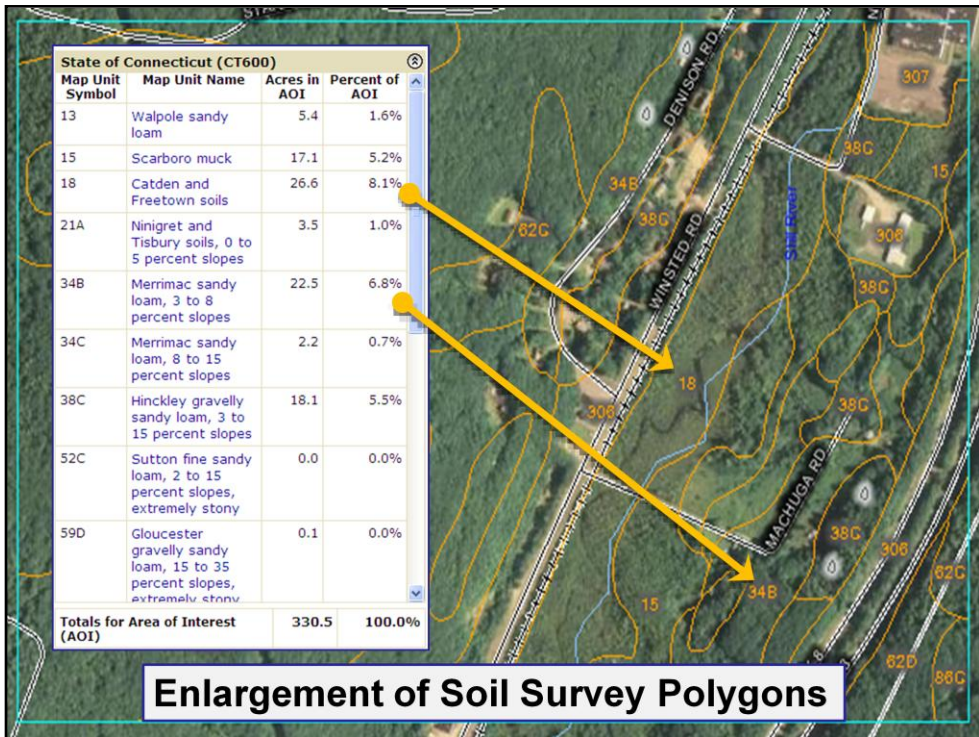 State of Connecticut (CT600)
Map Unit Symbol Map Unit Name Acres in AOI Percent of AOI
13 Walpole sandy loam 5.4 1.6%
15 Scarboro muck 17.1 5.2%
18 Catden and Freetown soils 26.6 8.1%
21A Ninigret and Tisbury soils, 0 to 5 percent slopes 3.5 1.0%
34B Merrimac sandy loam, 3 to 8 percent slopes 22.5 6.8%
34C Merrimac sandy loam, 8 to 15 percent slopes 2.2 0.7%
38C Hinckley gravelly sandy loam, 3 to 15 percent slopes 18.1 5.5%
52C Sutton fine sandy loam, 2 to 15 percent slopes, extremely stony 0.0 0.0%
59D Gloucester gravelly sandy loam, 15 to 35 percent slopes, extremely stony 0.1 0.0%
Totals for Area of Interest (AOI) 330.5 100.0%
DENISON RD
307
38C
15
34B
62C
38C
WINSTED RD
Still River
306
38C
18
306
38C
MACHUGA RD
38C
306
62C
34B
15
62D
86C
Enlargement of Soil Survey Polygons